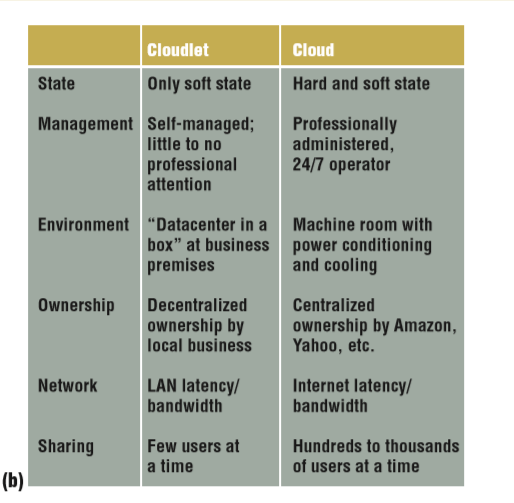 Cloudlet Cloud
State Only soft state Hard and soft state
Management Self-managed; Professionally
little to no administered,
professional 24/7 operator
attention
Environment “Datacenter in a Machine room with
box” at business power conditioning
premises and cooling
Ownership Decentralized Centralized
ownership by ownership by Amazon,
local business Yahoo, etc.
Network LAN latency/ Internet latency/
bandwidth bandwidth
Sharing Few users at Hundreds to thousands
a time of users at a time
(b)